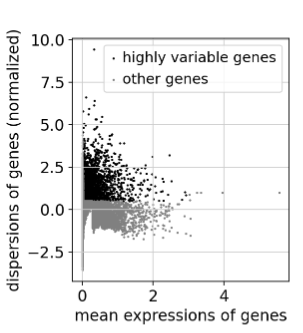 dispersions of genes (normalized)
10.0
7.5
5.0
2.5
0.0
−2.5
highly variable genes
other genes
0
2
4
mean expressions of genes